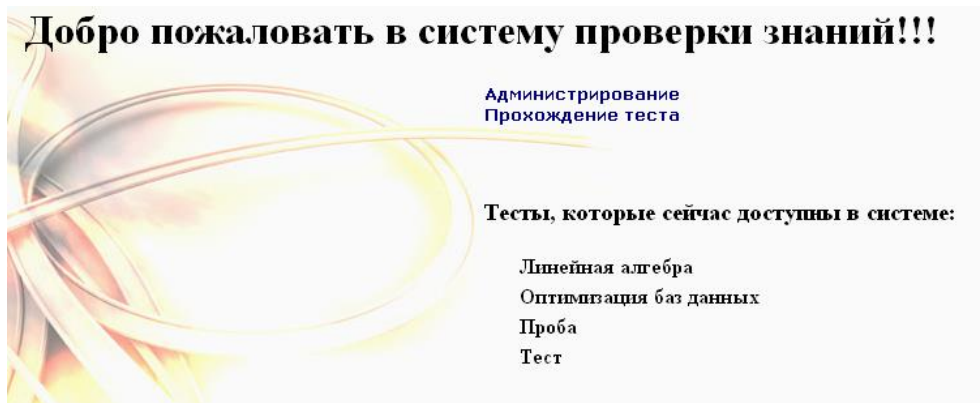 Добро пожаловать в систему проверки знаний!!!
Администрирование
Прохождение теста
Тесты, которые сейчас доступны в системе:
Линейная алгебра
Оптимизация баз данных
Проба
Тест